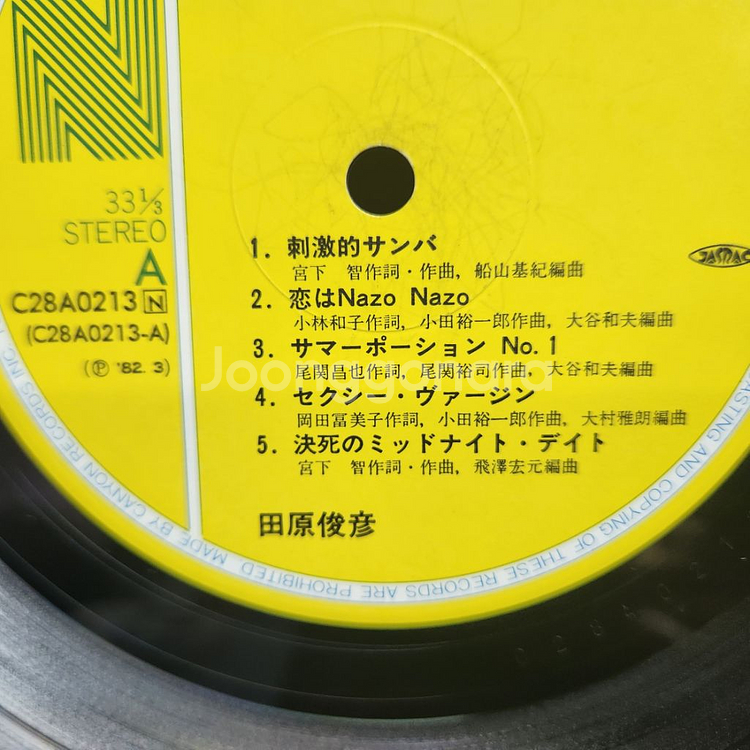 33⅓
STEREO
A
C28A0213 N
(C28A0213-A)
(Ⓟ '82. 3)
1. 刺激的サンバ
宮下 智作詞・作曲, 船山基紀編曲
2. 恋はNazo Nazo
小林和子作詞, 小田裕一郎作曲, 大谷和夫編曲
3. サマーポーション No. 1
尾関昌也作詞, 尾関裕司作曲, 大谷和夫編曲
4. セクシー・ヴァージン
岡田冨美子作詞, 小田裕一郎作曲, 大村雅朗編曲
5. 決死のミッドナイト・デイト
宮下 智作詞・作曲, 飛澤宏元編曲
田原俊彦
JASRAC
Joonggonara
ASTING AND COPYING OF THESE RECORDS ARE PROHIBITED MADE BY CANYON RECORDS INC